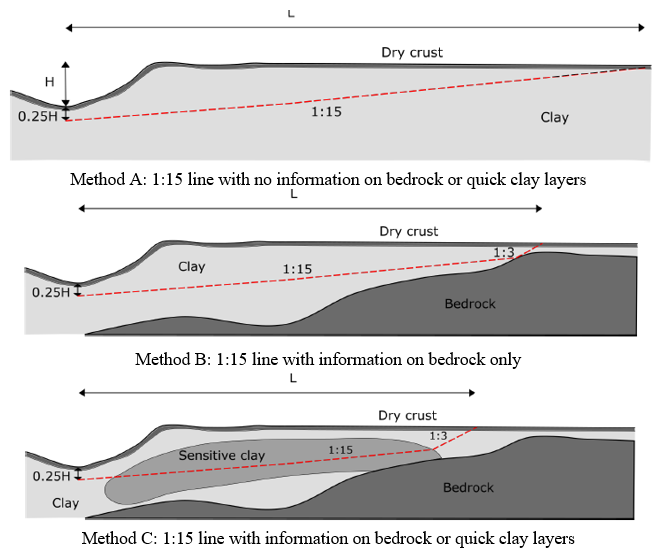 L
Dry crust
H
0.25H
1:15
Clay
Method A: 1:15 line with no information on bedrock or quick clay layers
L
Dry crust
Clay
1:3
1:15
0.25H
Bedrock
Method B: 1:15 line with information on bedrock only
L
Dry crust
1:3
Sensitive clay
1:15
0.25H
Bedrock
Clay
Method C: 1:15 line with information on bedrock or quick clay layers